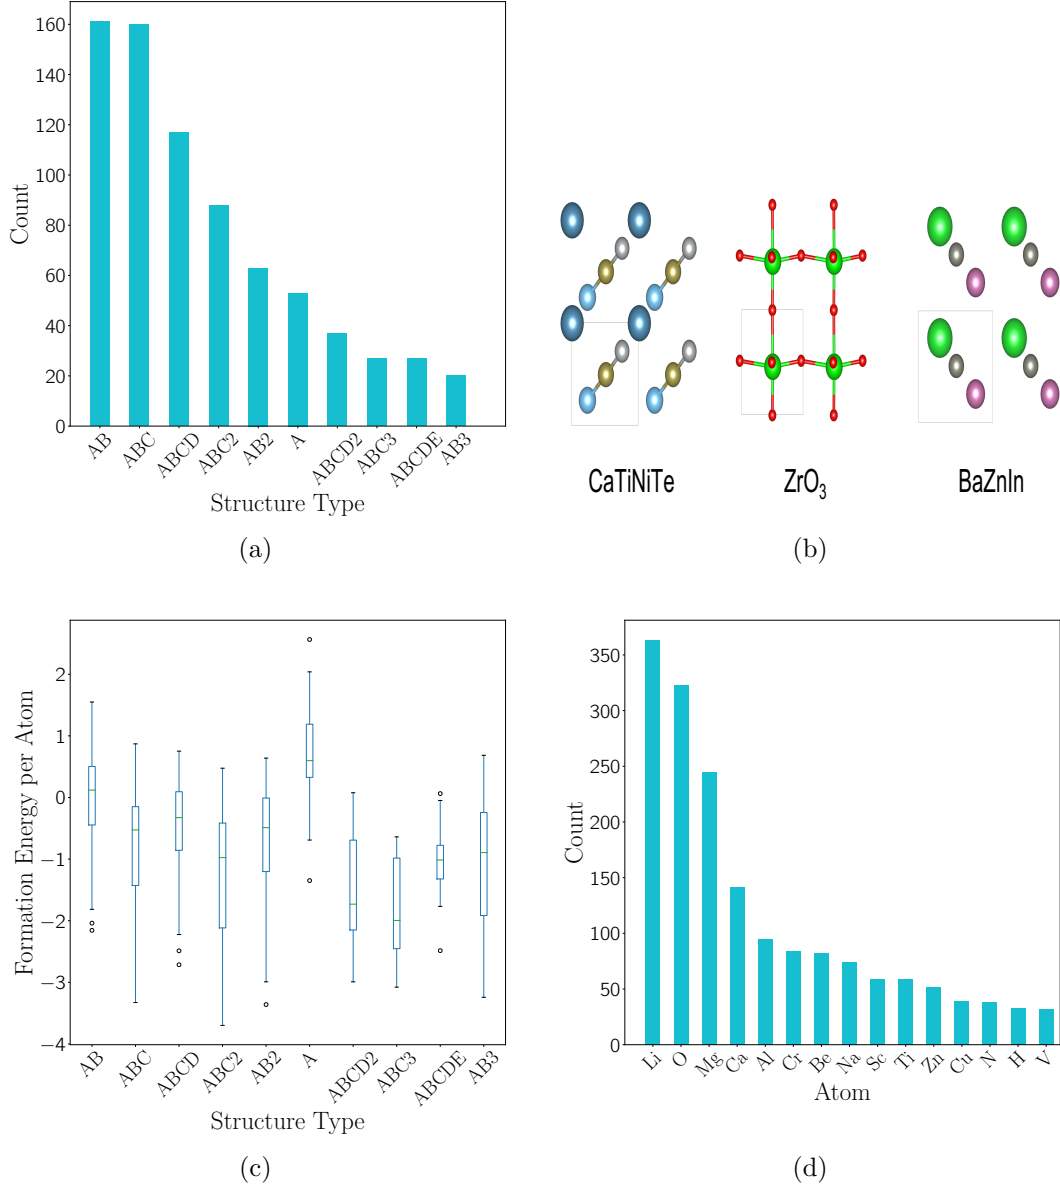 160
140
120
100
80
60
40
20
0
Count
AB
ABC
ABCD
ABC2
AB2
A
ABCD2
ABC3
ABCDE
AB3
Structure Type
(a)
CaTiNiTe
ZrO3
BaZnIn
(b)
2
1
0
−1
−2
−3
−4
Formation Energy per Atom
AB
ABC
ABCD
ABC2
AB2
A
ABCD2
ABC3
ABCDE
AB3
Structure Type
(c)
350
300
250
200
150
100
50
0
Count
Li
O
Mg
Ca
Al
Cr
Be
Na
Sc
Ti
Zn
Cu
N
H
V
Atom
(d)